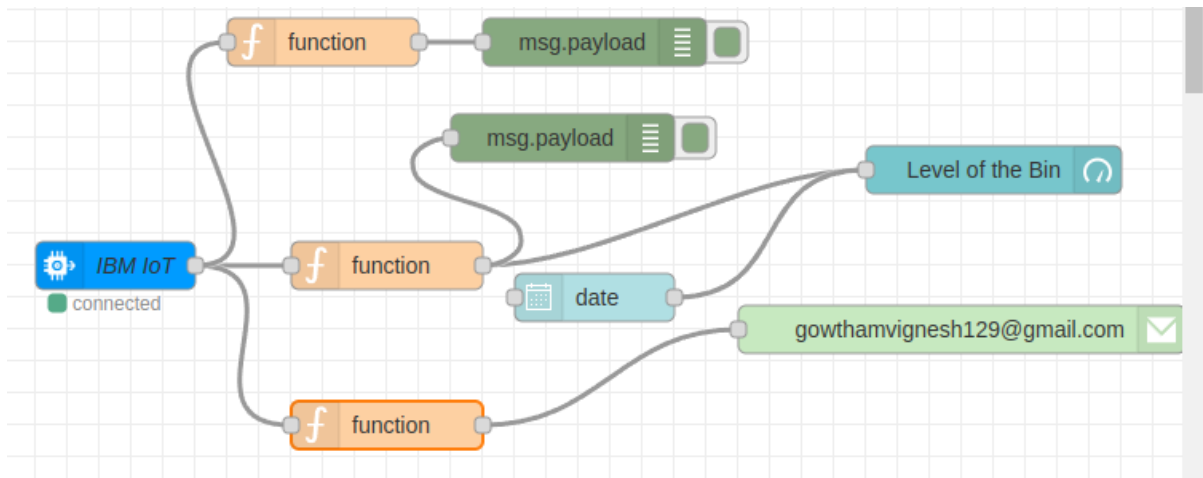 function
msg.payload
msg.payload
Level of the Bin
IBM IoT
function
connected
date
gowthamvignesh129@gmail.com
function